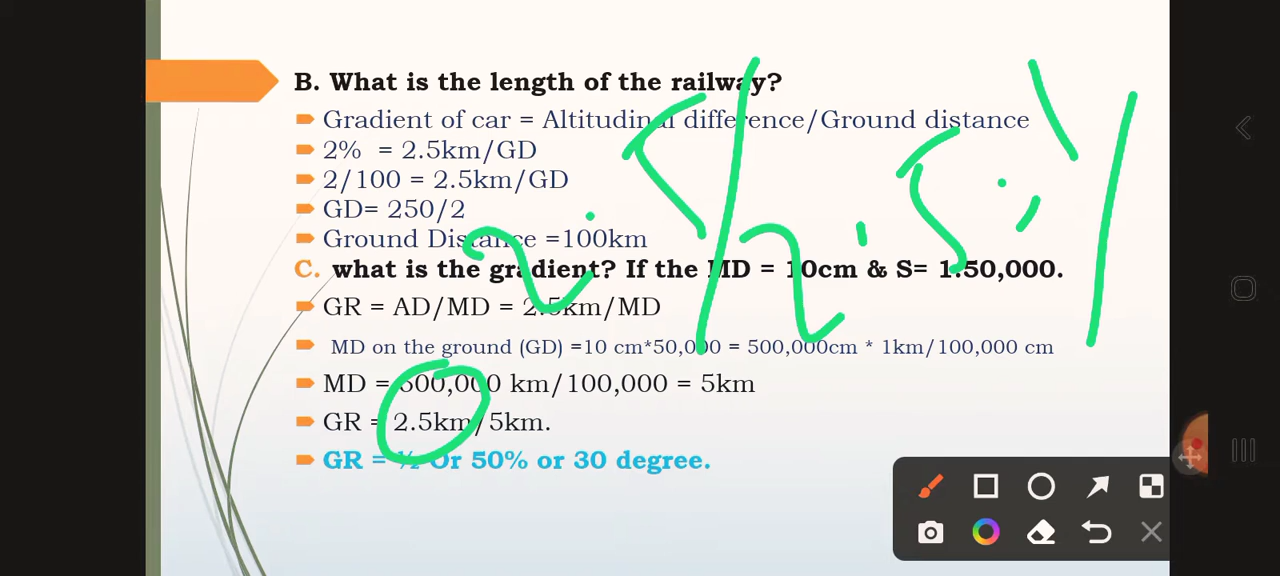 B. What is the length of the railway?
Gradient of car = Altitudinal difference/Ground distance
2% = 2.5km/GD
2/100 = 2.5km/GD
GD= 250/2
Ground Distance =100km
C. what is the gradient? If the MD = 10cm & S= 1:50,000.
GR = AD/MD = 2.5km/MD
MD on the ground (GD) =10 cm*50,000 = 500,000cm * 1km/100,000 cm
MD = 500,000 km/100,000 = 5km
GR = 2.5km/5km.
GR = ½ Or 50% or 30 degree.